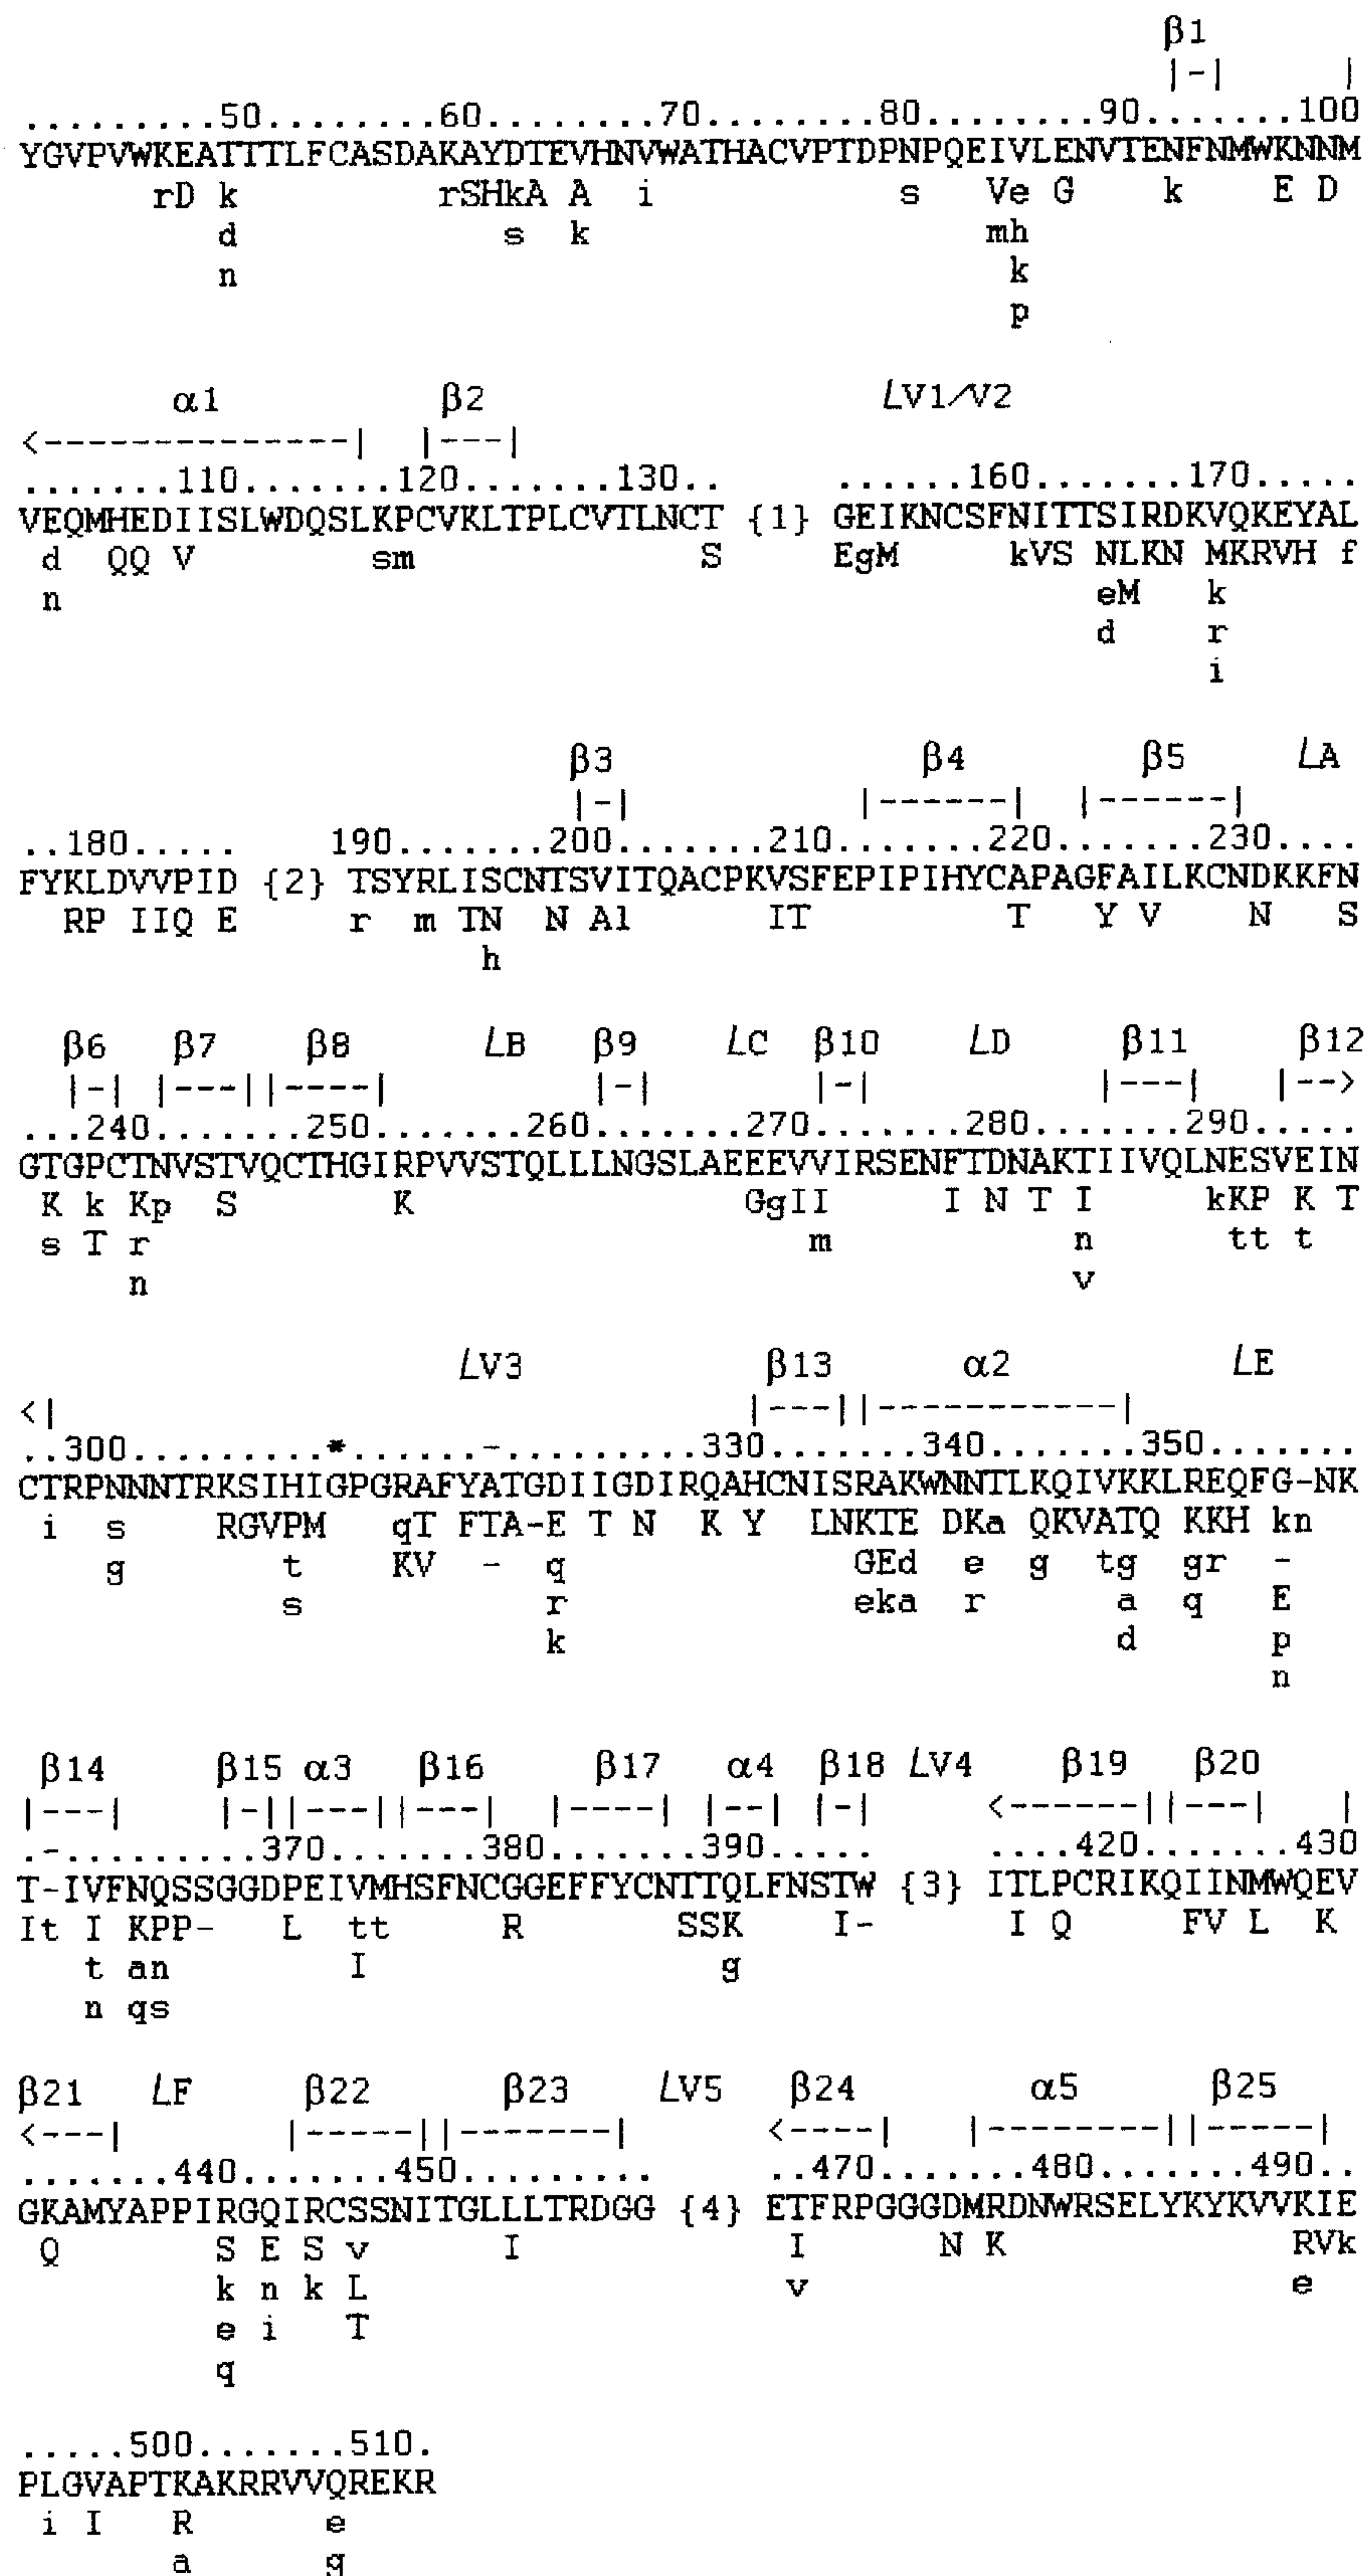 β1
|-| |
.........50........60........70........80........90.......100
YGVPVWKEATTTLFCASDAKAYDTEVHNVWATHACVPTDPNPQEIVLENVTENFNMWKNNM
rD k rSHkA A i s Ve G k E D
d s k mh
n k
p
α1 β2 LV1/V2
<--------------| |---|
.......110.......120.......130.. ......160.......170.....
VEQMHEDIISLWDQSLKPCVKLTPLCVTLNCT {1} GEIKNCSFNITTSIRDKVQKEYAL
d QQ V sm S EgM kVS NLKN MKRVH f
n eM k
d r
i
β3 β4 β5 LA
|-| |------| |------|
..180..... 190.......200.......210.......220.......230....
FYKLDVVPID {2} TSYRLISCNTSVITQACPKVSFEPIPIHYCAPAGFAILKCNDKKFN
RP IIQ E r m TN N Al IT T Y V N S
h
β6 β7 β8 LB β9 LC β10 LD β11 β12
|-| |---||----| |-| |-| |---| |-->
...240.......250.......260.......270.......280.......290.....
GTGPCTNVSTVQCTHGIRPVVSTQLLLNGSLAEEEVVIRSENFTDNAKTIIVQLNESVEIN
K k Kp S K GgII I N T I kKP K T
s T r m n tt t
n v
LV3 β13 α2 LE
<| |---||-----------|
..300.........*......-.........330.......340.......350.......
CTRPNNNTRKSIHIGPGRAFYATGDIIGDIRQAHCNISRAKWNNTLKQIVKKLREQFG-NK
i s RGVPM qT FTA-E T N K Y LNKTE DKa QKVATQ KKH kn
g t KV - q GEd e g tg gr -
s r eka r a q E
k d p
n
β14 β15 α3 β16 β17 α4 β18 LV4 β19 β20
|---| |-||---||---| |----| |--| |-| <------||---| |
.-.........370.......380.......390..... ....420.......430
T-IVFNQSSGGDPEIVMHSFNCGGEFFYCNTTQLFNSTW {3} ITLPCRIKQIINMWQEV
It I KPP- L tt R SSK I- I Q FV L K
t an I g
n qs
β21 LF β22 β23 LV5 β24 α5 β25
<---| |-----||-------| <----| |--------||-----|
.......440.......450......... ..470.......480.......490..
GKAMYAPPIRGQIRCSSNITGLLLTRDGG {4} ETFRPGGGDMRDNWRSELYKYKVVKIE
Q S E S v I I N K RVk
k n k L v e
e i T
q
.....500.......510.
PLGVAPTKAKRRVVQREKR
i I R e
a g